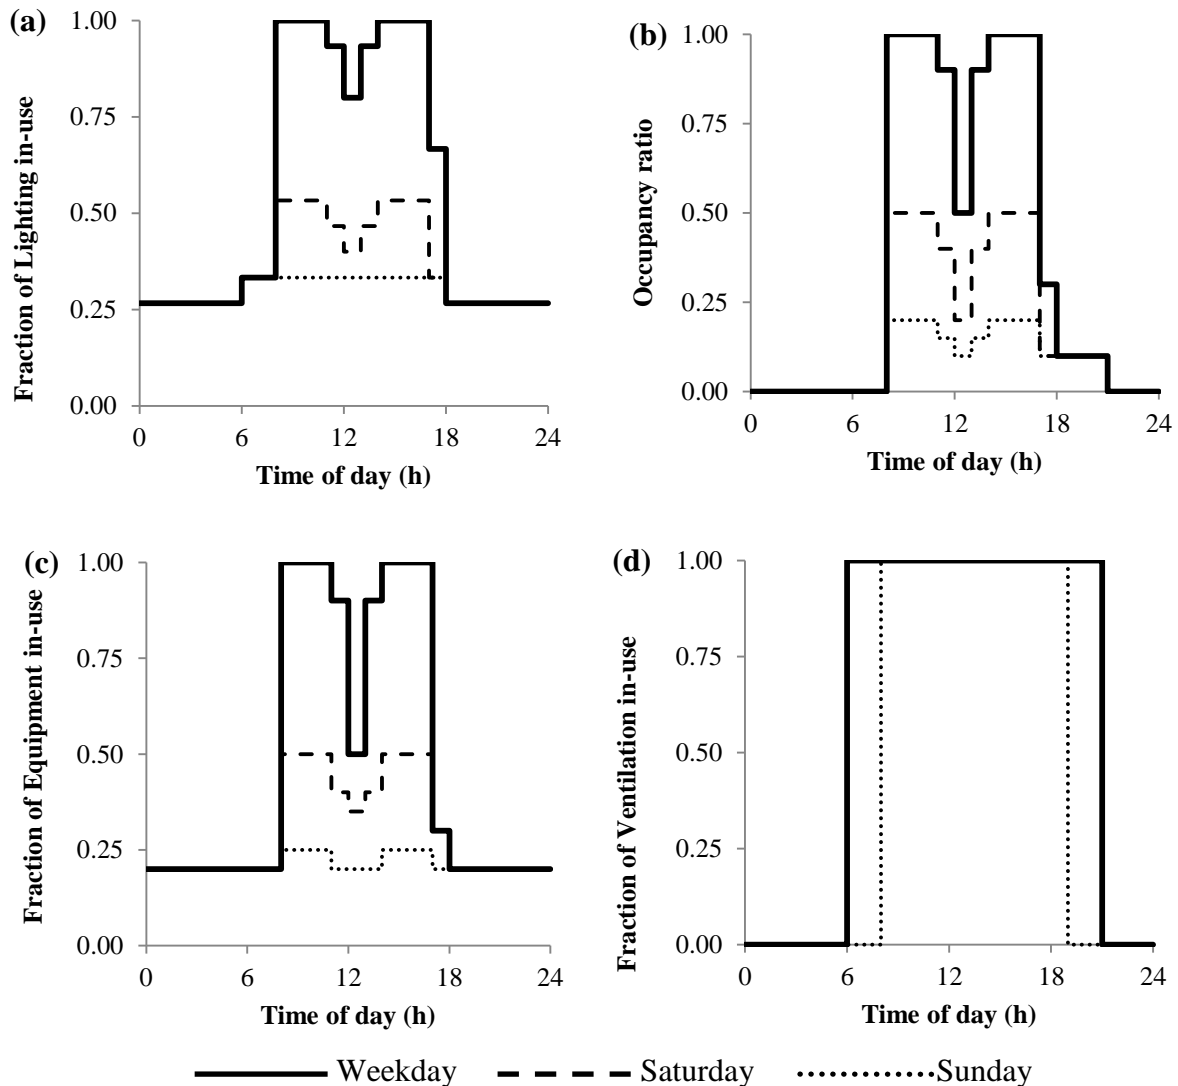 (a)
Fraction of Lighting in-use
1.00
0.75
0.50
0.25
0.00
0 6 12 18 24
Time of day (h)
(b)
Occupancy ratio
1.00
0.75
0.50
0.25
0.00
0 6 12 18 24
Time of day (h)
(c)
Fraction of Equipment in-use
1.00
0.75
0.50
0.25
0.00
0 6 12 18 24
Time of day (h)
(d)
Fraction of Ventilation in-use
1.00
0.75
0.50
0.25
0.00
0 6 12 18 24
Time of day (h)
Weekday Saturday Sunday